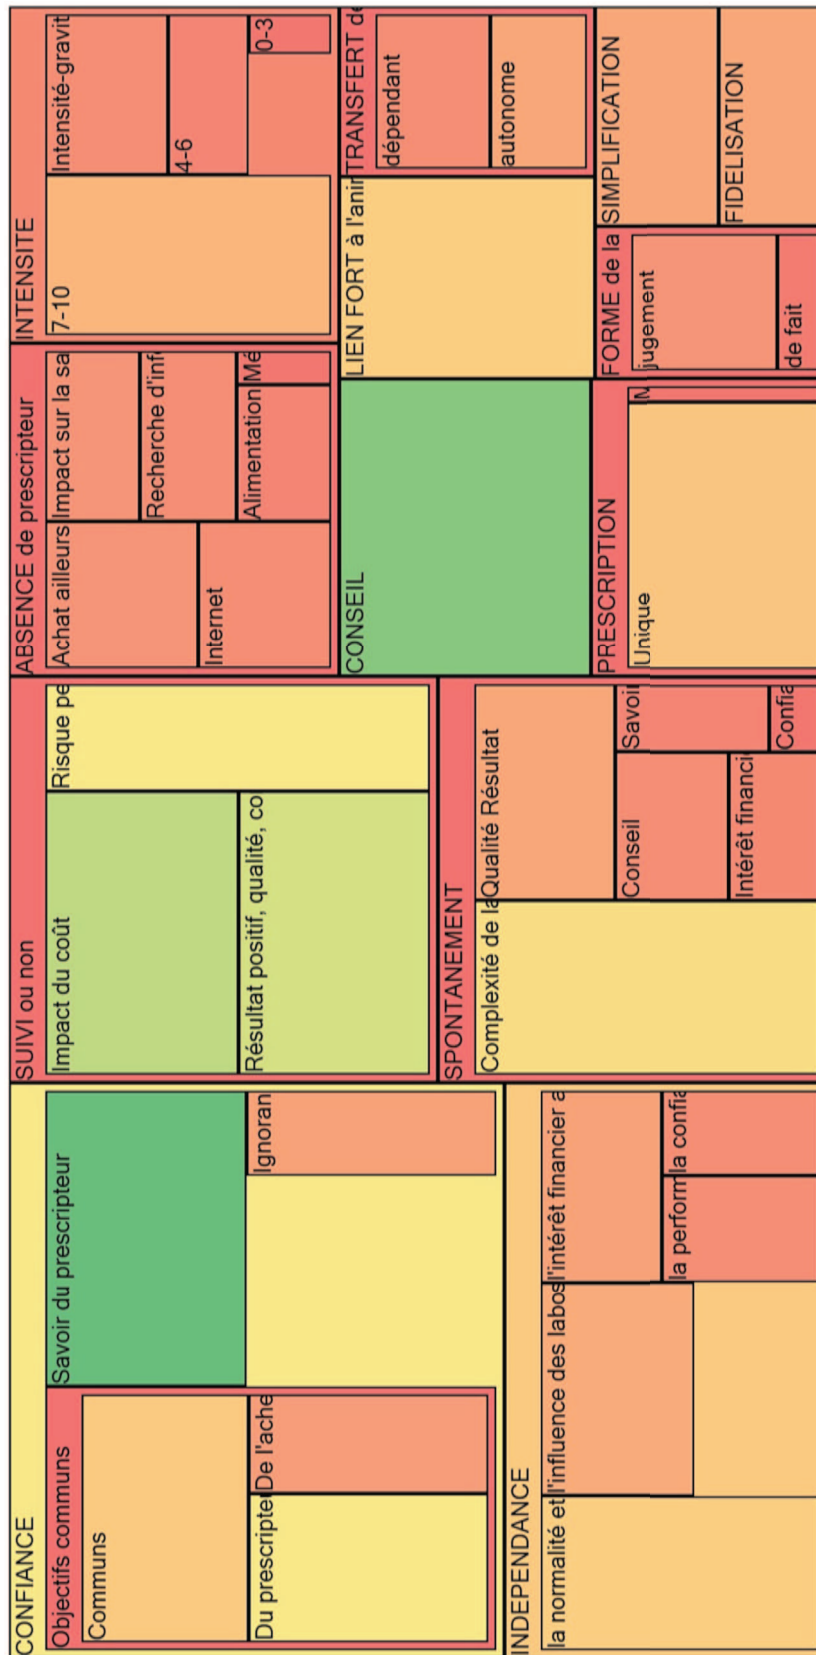 CONFIANCE
Objectifs communs
Communs
Du prescripte
De l'ache
Savoir du prescripteur
Ignoran
INDEPENDANCE
la normalité et
l'influence des labos
l'intérêt financier a
la perform
la confia
SUIVI ou non
Impact du coût
Résultat positif, qualité, co
Risque pe
SPONTANEMENT
Complexité de la
Qualité Résultat
Conseil
Savoi
Intérêt financi
Confia
ABSENCE de prescripteur
Achat ailleurs
Internet
Impact sur la sa
Recherche d'inf
Alimentation
Mé
INTENSITE
7-10
Intensité-gravit
4-6
0-3
CONSEIL
LIEN FORT à l'anim
TRANSFERT de
dépendant
autonome
PRESCRIPTION
Unique
M
FORME de la
jugement
de fait
SIMPLIFICATION
FIDELISATION